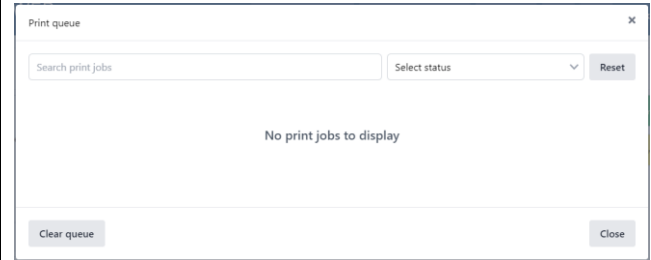 Print queue
Search print jobs
Select status
Reset
No print jobs to display
Clear queue
Close